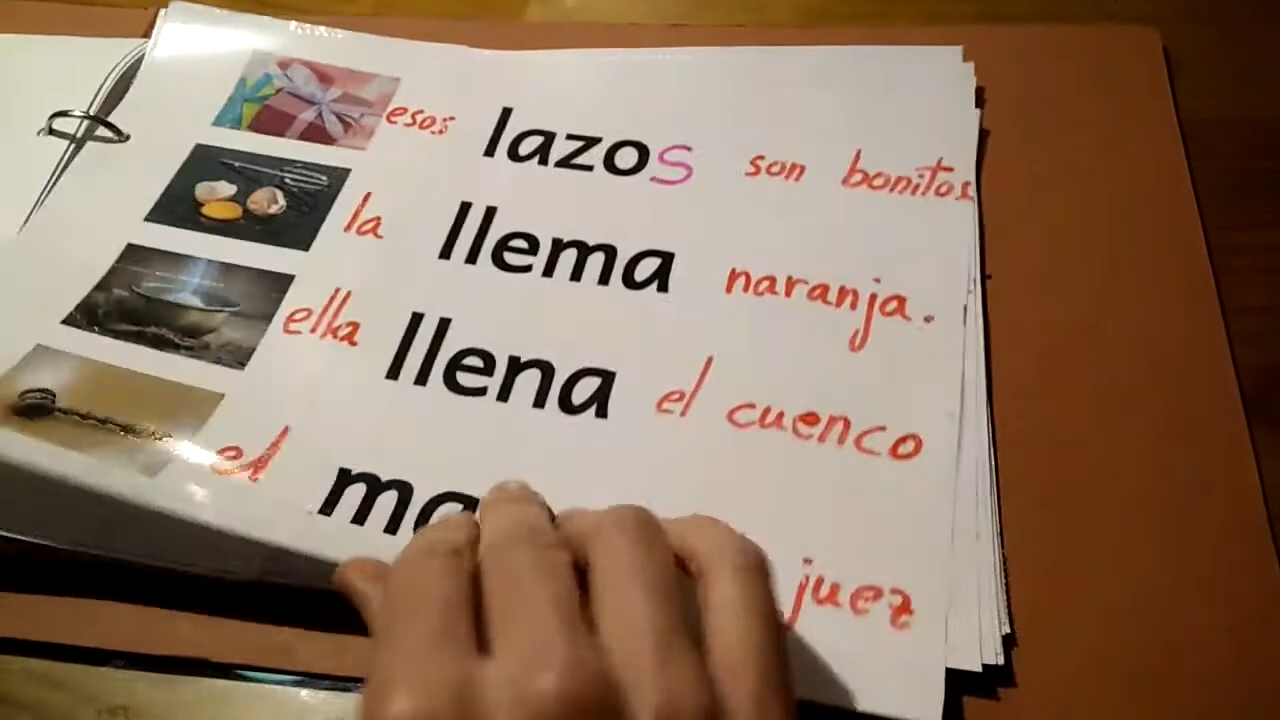 esos lazos son bonitos
la llema naranja.
ella llena el cuenco
el juez